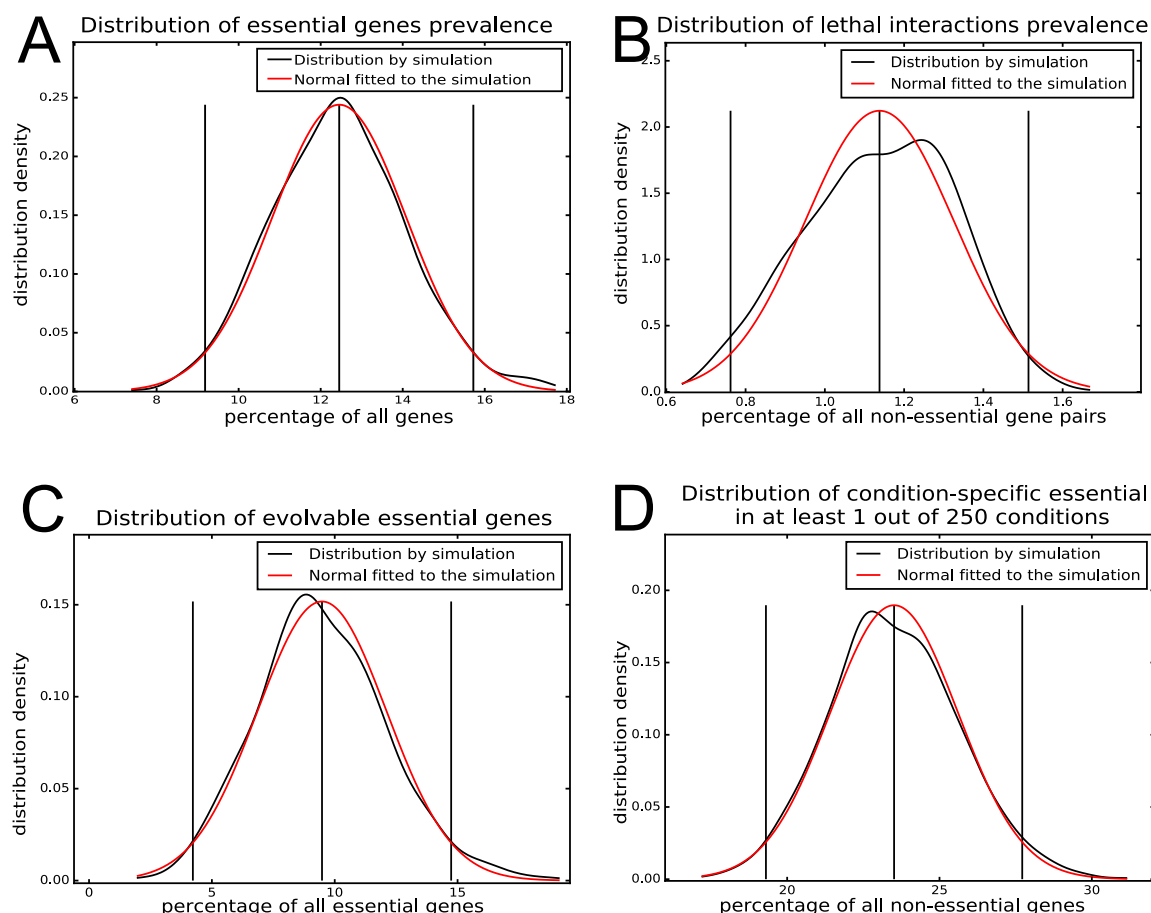 A
Distribution of essential genes prevalence
Distribution by simulation
Normal fitted to the simulation
0.25
0.20
0.15
0.10
0.05
0.00
distribution density
6 8 10 12 14 16 18
percentage of all genes
B
Distribution of lethal interactions prevalence
Distribution by simulation
Normal fitted to the simulation
2.5
2.0
1.5
1.0
0.5
0.0
distribution density
0.6 0.8 1.0 1.2 1.4 1.6
percentage of all non-essential gene pairs
C
Distribution of evolvable essential genes
Distribution by simulation
Normal fitted to the simulation
0.15
0.10
0.05
0.00
distribution density
0 5 10 15
percentage of all essential genes
D
Distribution of condition-specific essential
in at least 1 out of 250 conditions
Distribution by simulation
Normal fitted to the simulation
0.20
0.15
0.10
0.05
0.00
distribution density
20 25 30
percentage of all non-essential genes